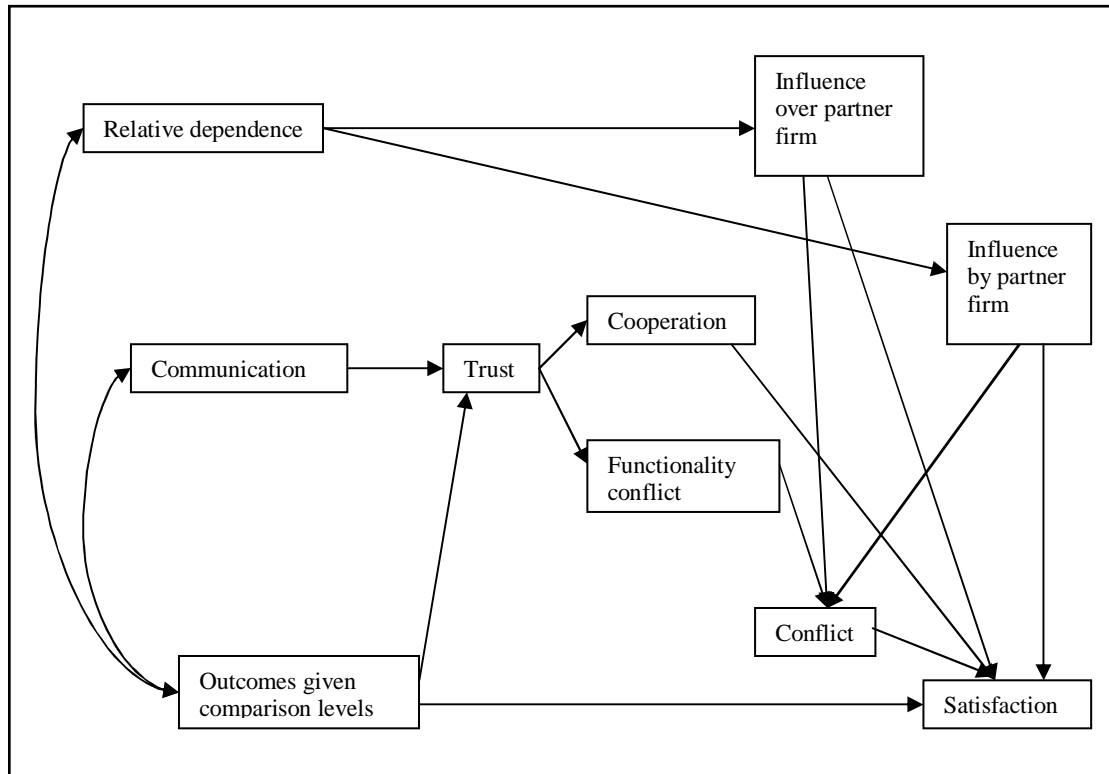 Influence
over partner
firm
Relative dependence
Influence
by partner
firm
Cooperation
Communication
Trust
Functionality
conflict
Conflict
Outcomes given
comparison levels
Satisfaction